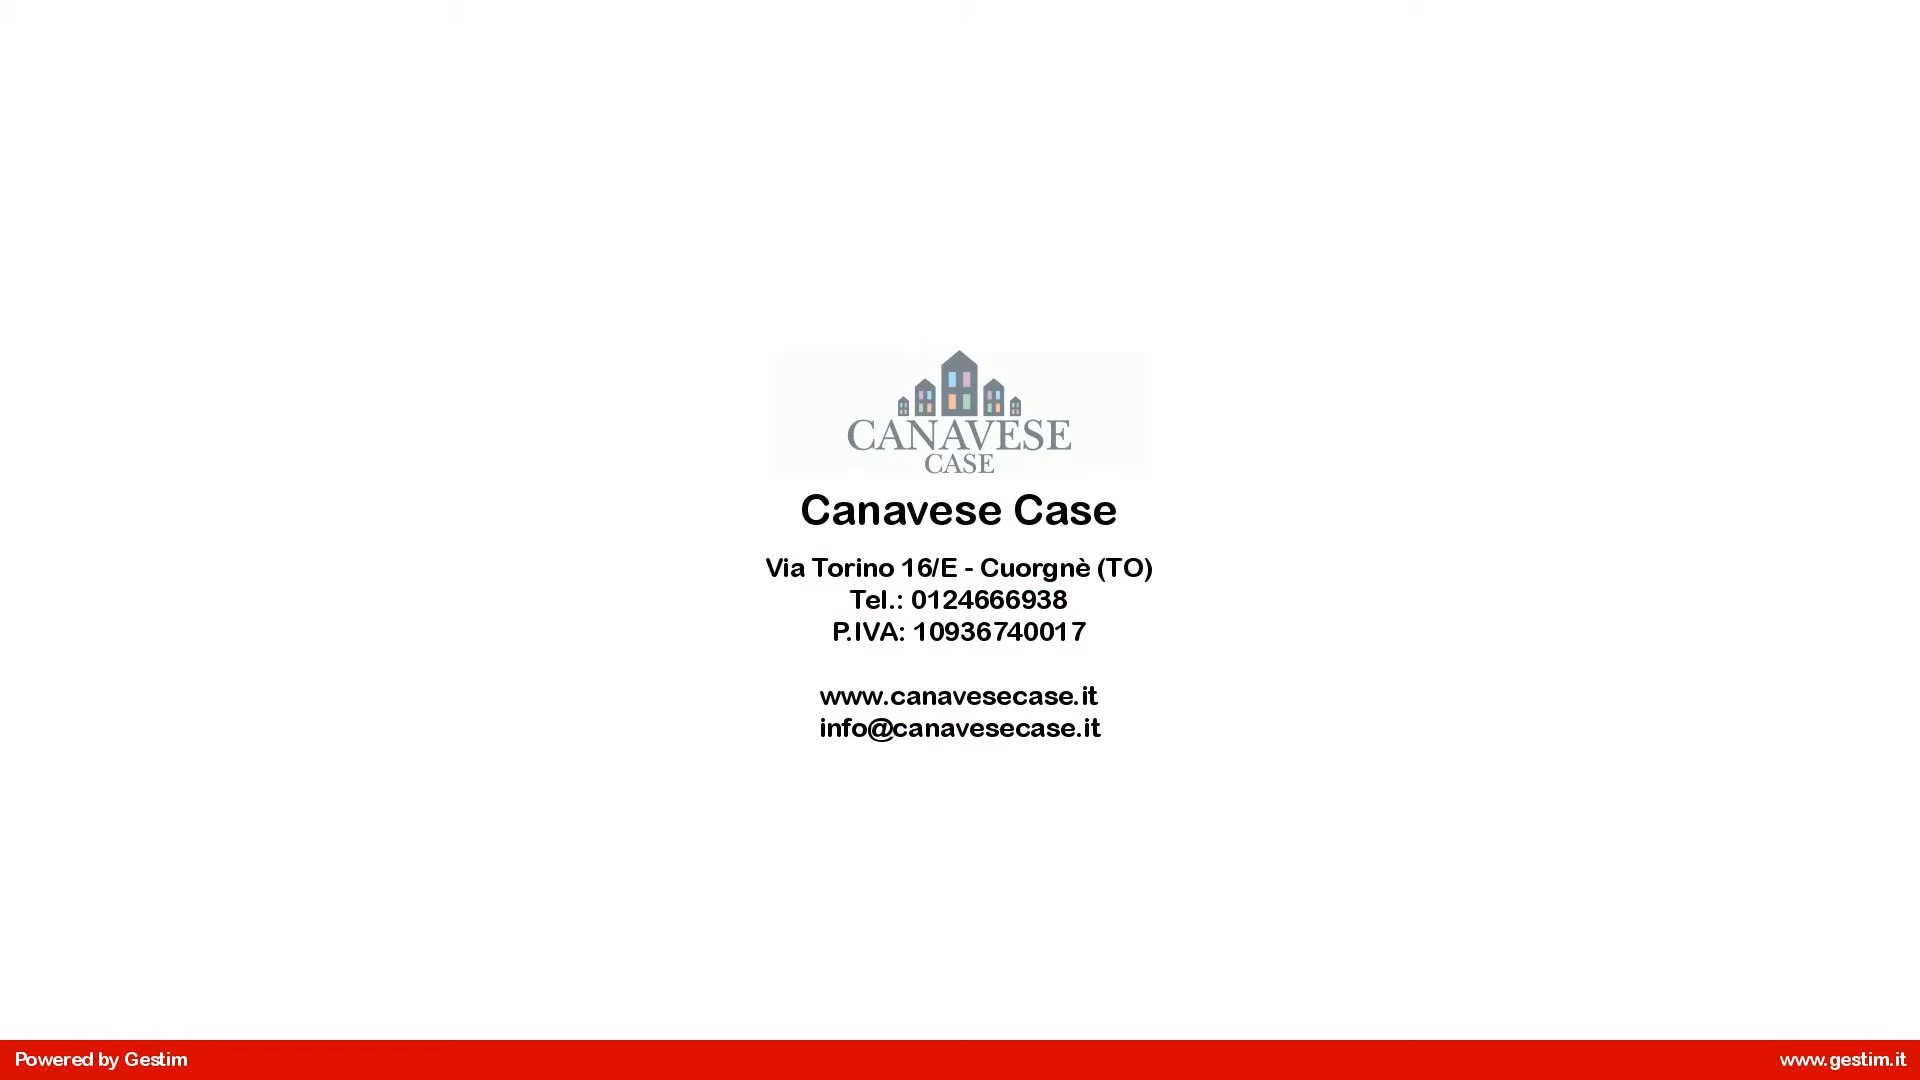 CANAVESE
CASE
Canavese Case
Via Torino 16/E - Cuorgnè (TO)
Tel.: 0124666938
P.IVA: 10936740017
www.canavesecase.it
info@canavesecase.it
Powered by Gestim
www.gestim.it